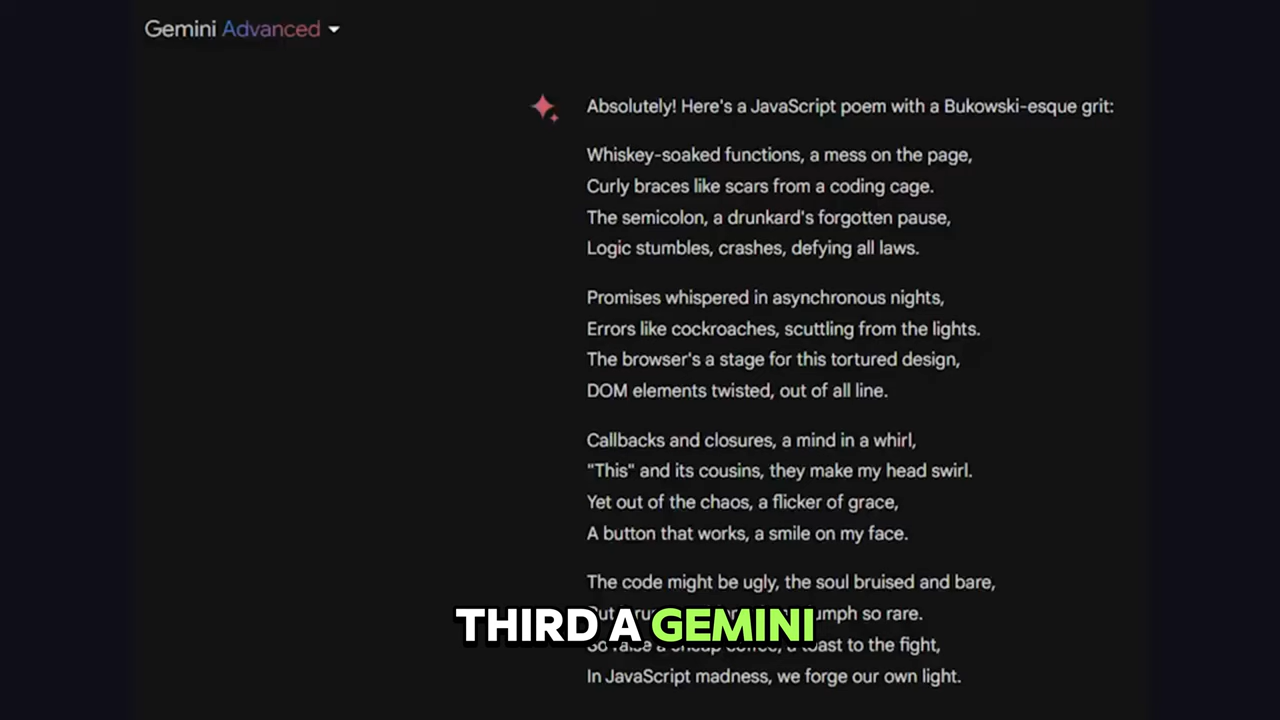 Gemini Advanced
Absolutely! Here's a JavaScript poem with a Bukowski-esque grit:
Whiskey-soaked functions, a mess on the page,
Curly braces like scars from a coding cage.
The semicolon, a drunkard's forgotten pause,
Logic stumbles, crashes, defying all laws.
Promises whispered in asynchronous nights,
Errors like cockroaches, scuttling from the lights.
The browser's a stage for this tortured design,
DOM elements twisted, out of all line.
Callbacks and closures, a mind in a whirl,
"This" and its cousins, they make my head swirl.
Yet out of the chaos, a flicker of grace,
A button that works, a smile on my face.
The code might be ugly, the soul bruised and bare,
so rare.
THIRD A GEMINI
to the fight,
In JavaScript madness, we forge our own light.